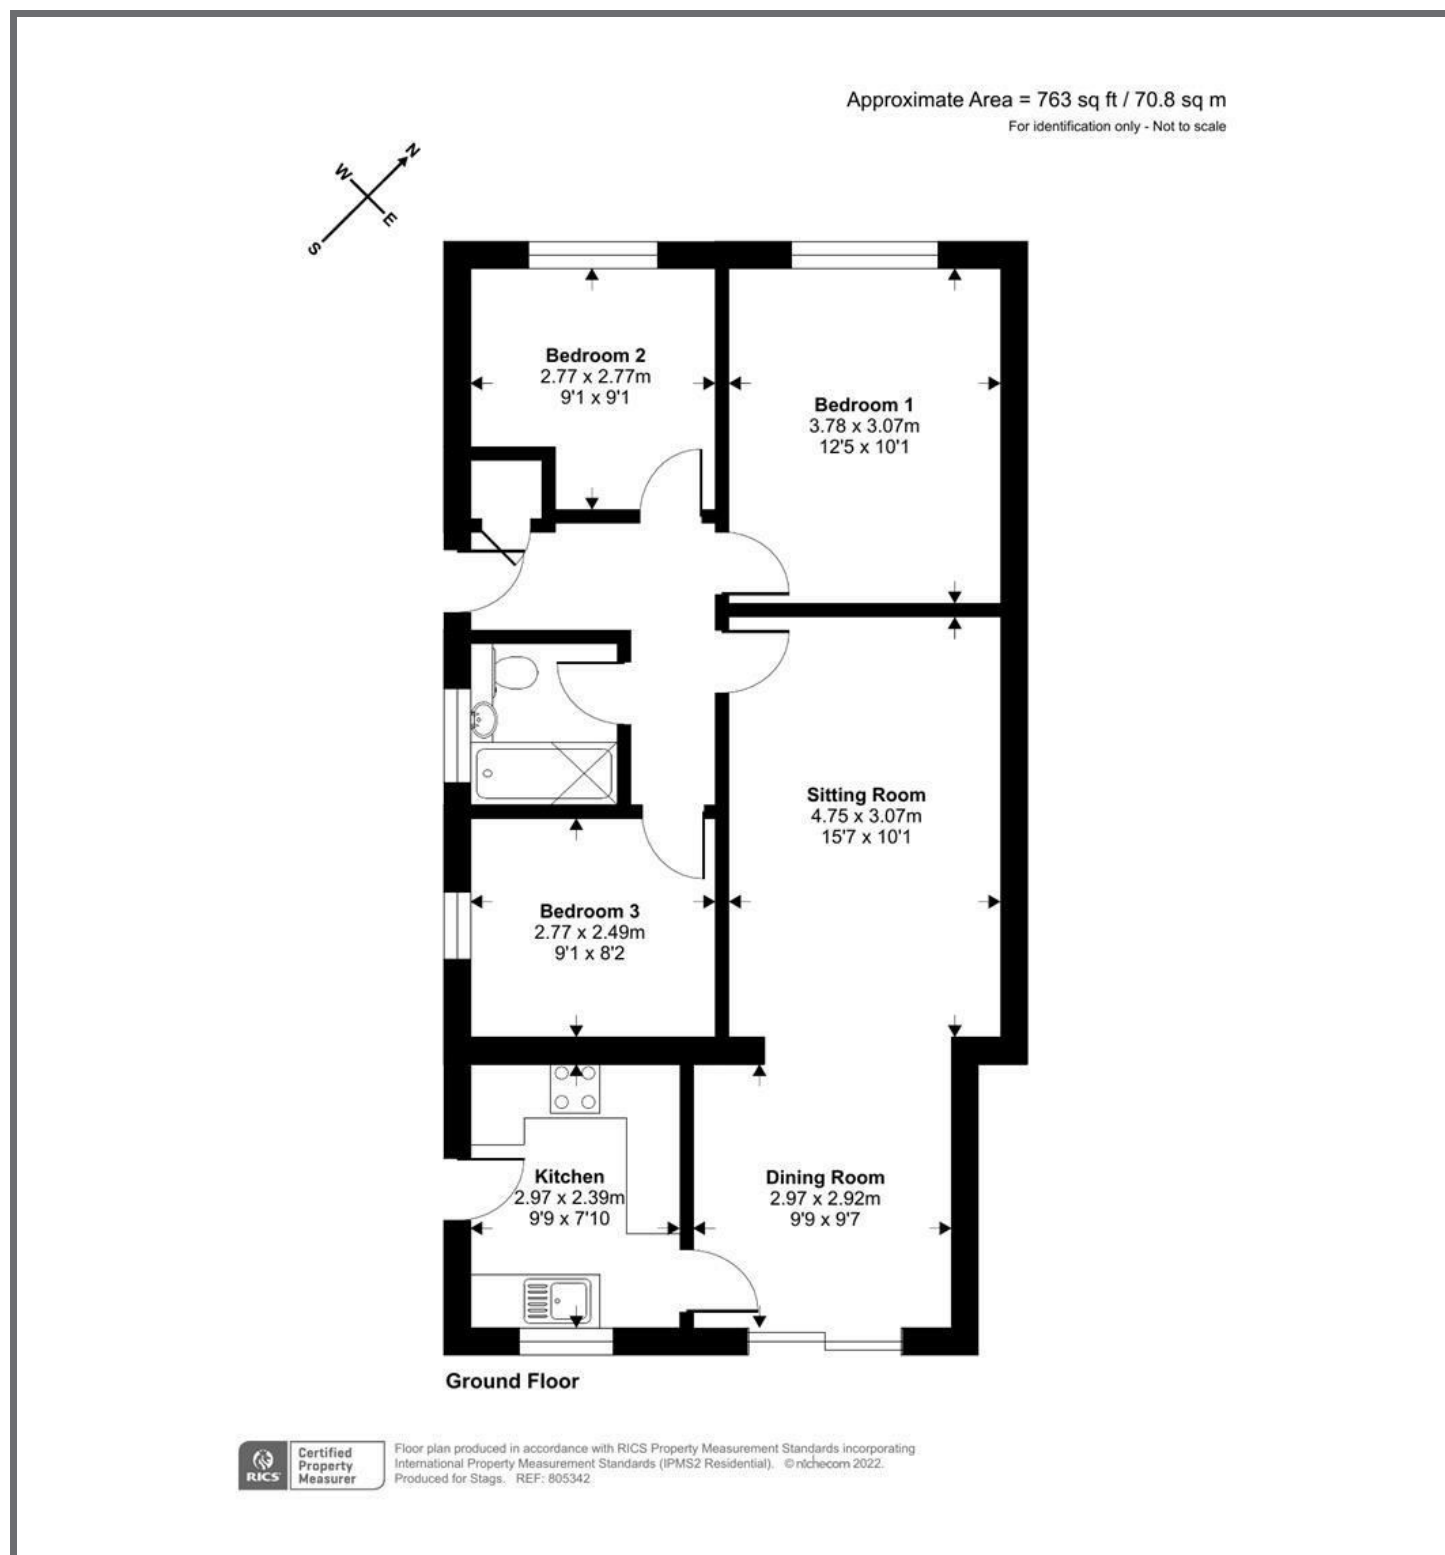 Approximate Area = 763 sq ft / 70.8 sq m
For identification only - Not to scale
N
W
E
S
Bedroom 2
2.77 x 2.77m
9'1 x 9'1
Bedroom 1
3.78 x 3.07m
12'5 x 10'1
Sitting Room
4.75 x 3.07m
15'7 x 10'1
Bedroom 3
2.77 x 2.49m
9'1 x 8'2
Kitchen
2.97 x 2.39m
9'9 x 7'10
Dining Room
2.97 x 2.92m
9'9 x 9'7
Ground Floor
RICS
Certified
Property
Measurer
Floor plan produced in accordance with RICS Property Measurement Standards incorporating
International Property Measurement Standards (IPMS2 Residential). © nichecom 2022.
Produced for Stags. REF: 805342